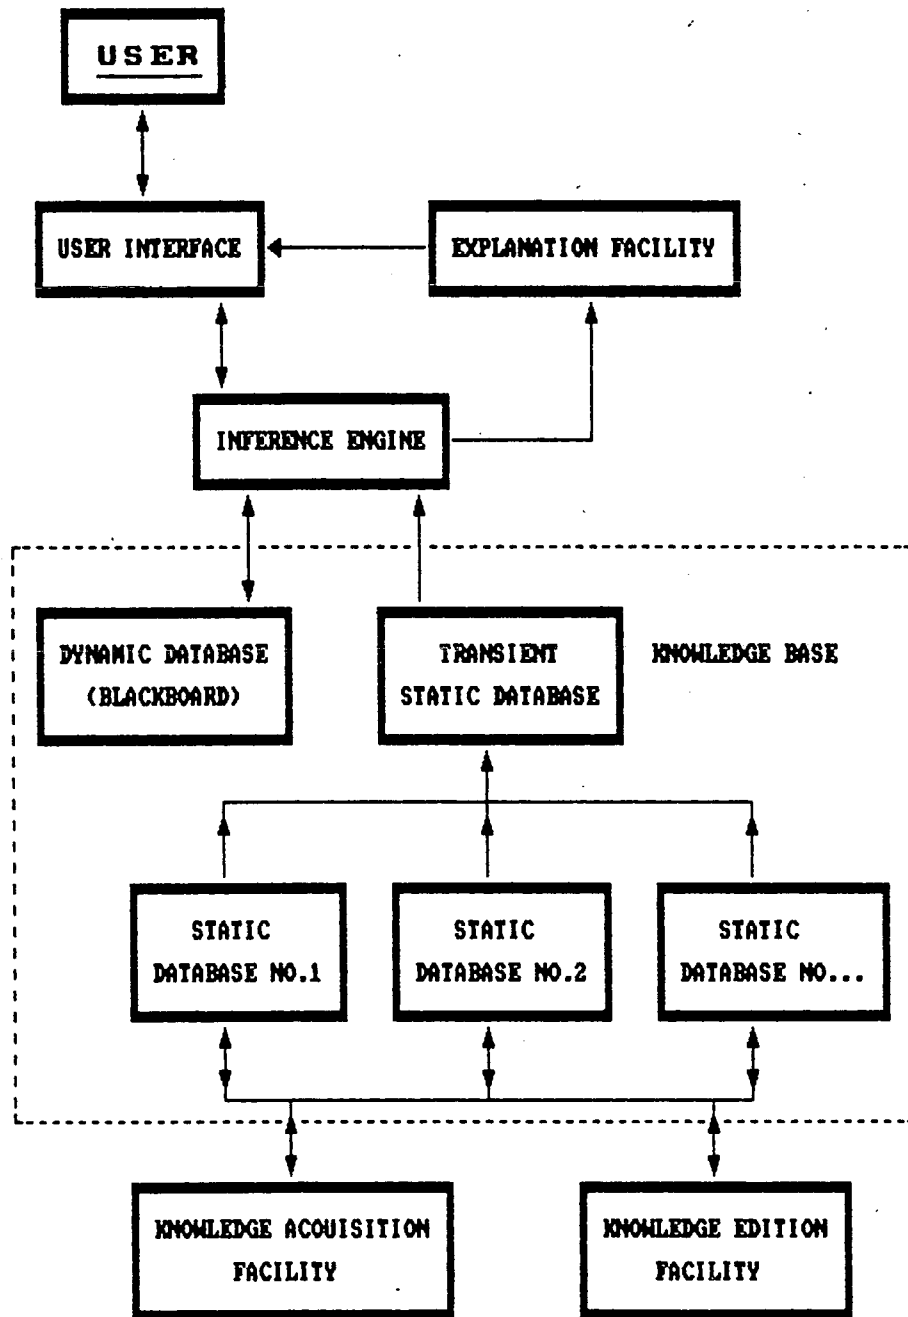 USER
USER INTERFACE
EXPLANATION FACILITY
INFERENCE ENGINE
DYNAMIC DATABASE
(BLACKBOARD)
TRANSIENT
STATIC DATABASE
KNOWLEDGE BASE
STATIC
DATABASE NO.1
STATIC
DATABASE NO.2
STATIC
DATABASE NO...
KNOWLEDGE ACQUISITION
FACILITY
KNOWLEDGE EDITION
FACILITY